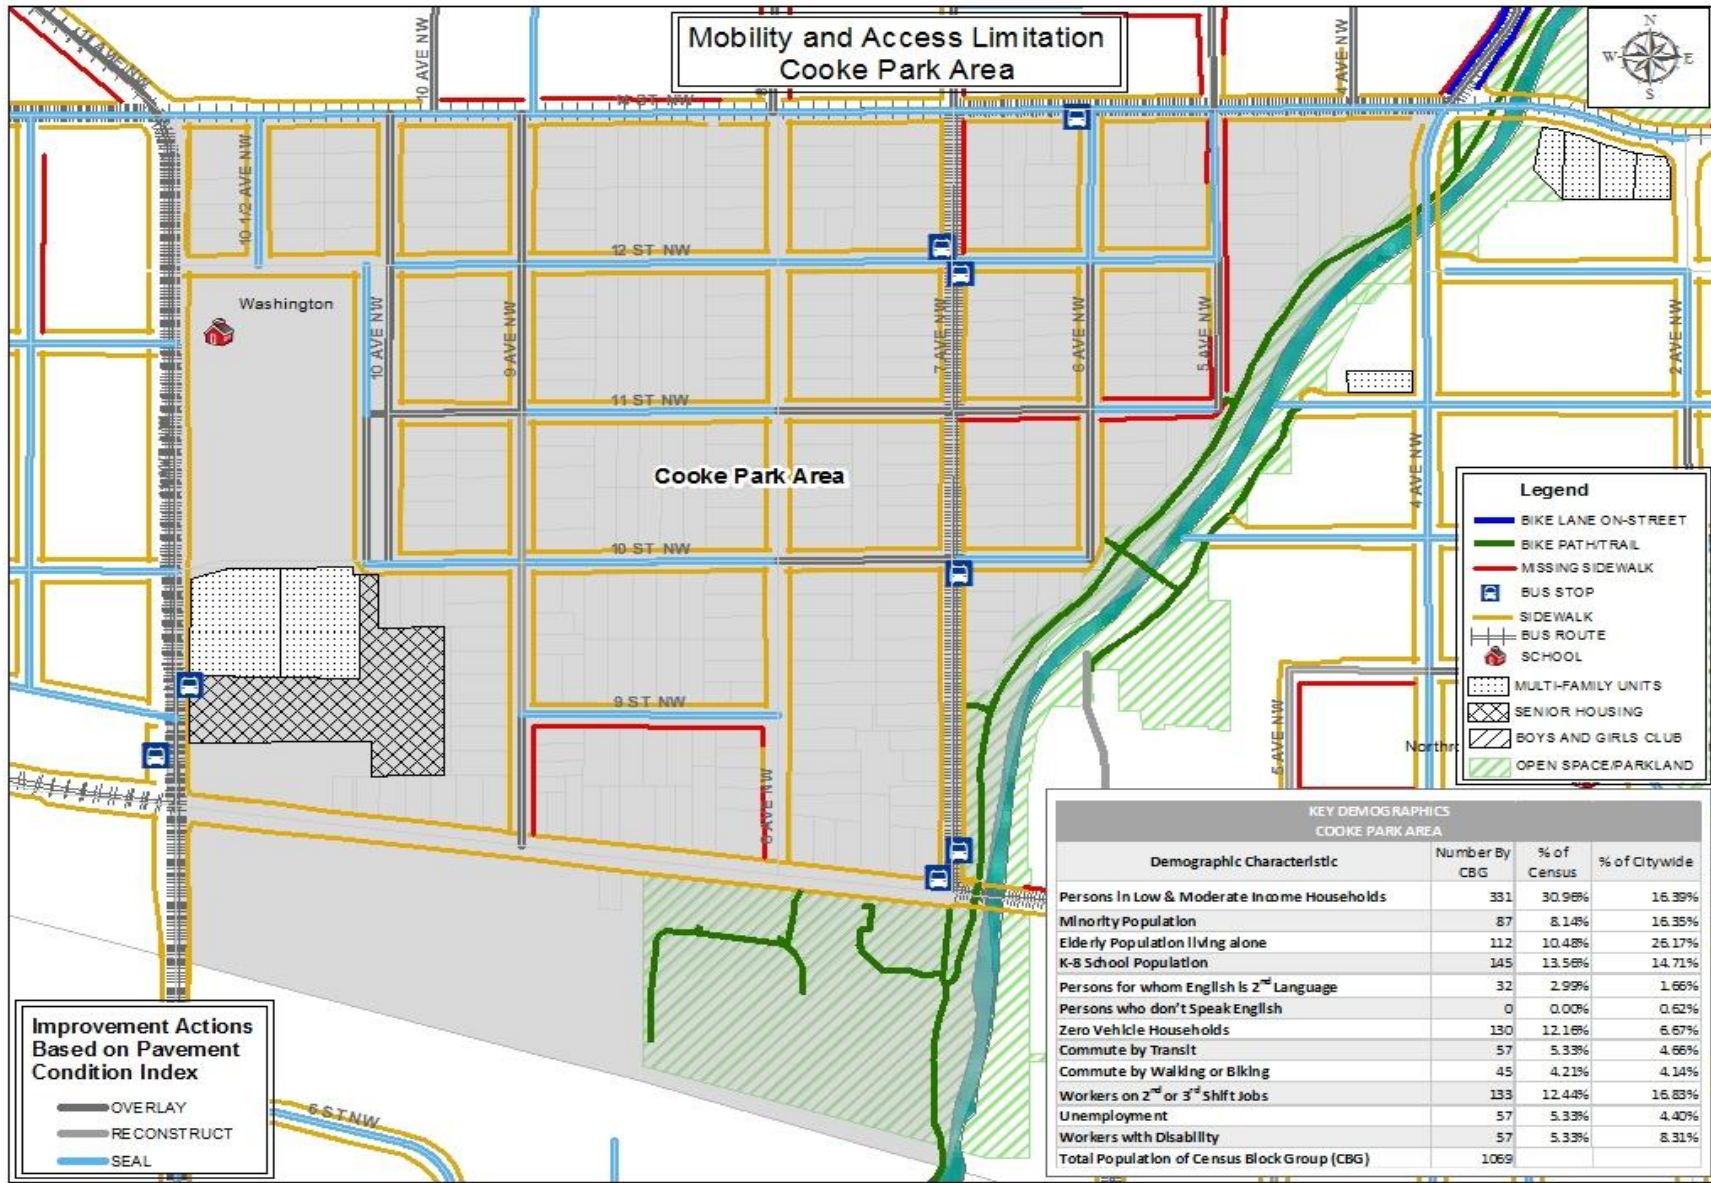 Mobility and Access Limitation
Cooke Park Area
N
W E
S
11 AVE NW
10 AVE NW
4 AVE NW
10 1/2 AVE NW
12 ST NW
Washington
10 AVE NW
9 AVE NW
7 AVE NW
6 AVE NW
5 AVE NW
2 AVE NW
11 ST NW
Cooke Park Area
4 AVE NW
10 ST NW
9 ST NW
5 AVE NW
6 ST NW
Legend
BIKE LANE ON-STREET
BIKE PATH/TRAIL
MISSING SIDEWALK
BUS STOP
SIDEWALK
BUS ROUTE
SCHOOL
MULTI-FAMILY UNITS
SENIOR HOUSING
BOYS AND GIRLS CLUB
OPEN SPACE/PARKLAND
KEY DEMOGRAPHICS
COOKE PARK AREA
Demographic Characteristic Number By CBG % of Census % of Citywide
Persons in Low & Moderate Income Households 331 30.96% 16.39%
Minority Population 87 8.14% 16.35%
Elderly Population living alone 112 10.48% 26.17%
K-8 School Population 145 13.56% 14.71%
Persons for whom English is 2nd Language 32 2.99% 1.66%
Persons who don't Speak English 0 0.00% 0.62%
Zero Vehicle Households 130 12.16% 6.67%
Commute by Transit 57 5.33% 4.66%
Commute by Walking or Biking 45 4.21% 4.14%
Workers on 2nd or 3rd Shift Jobs 133 12.44% 16.83%
Unemployment 57 5.33% 4.40%
Workers with Disability 57 5.33% 8.31%
Total Population of Census Block Group (CBG) 1069
Improvement Actions
Based on Pavement
Condition Index
OVERLAY
RECONSTRUCT
SEAL